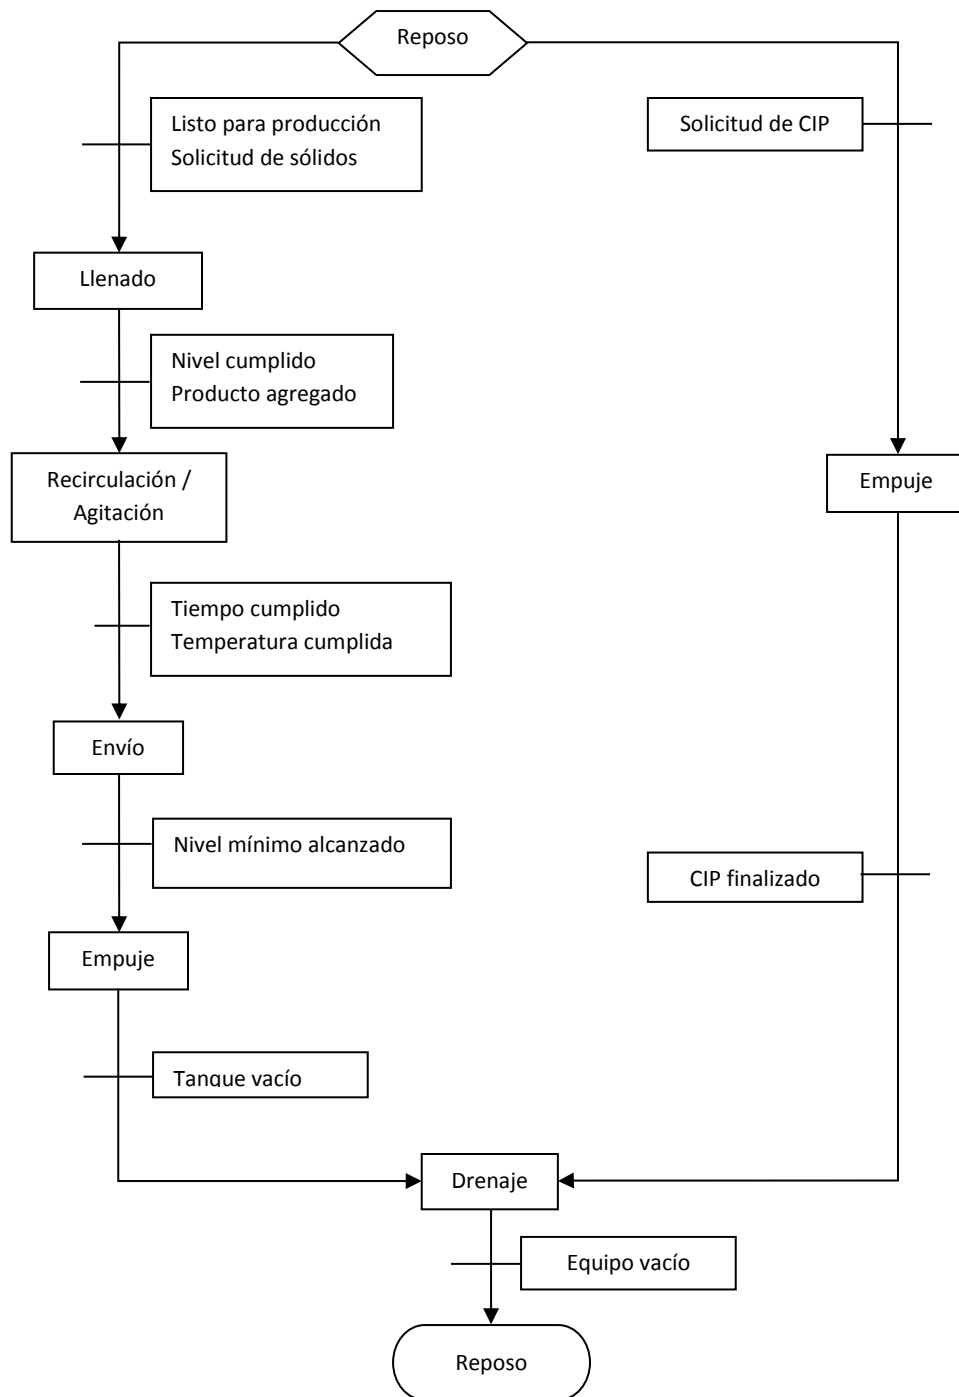 Reposo
Listo para producción
Solicitud de sólidos
Solicitud de CIP
Llenado
Nivel cumplido
Producto agregado
Recirculación /
Agitación
Empuje
Tiempo cumplido
Temperatura cumplida
Envío
Nivel mínimo alcanzado
CIP finalizado
Empuje
Tanque vacío
Drenaje
Equipo vacío
Reposo